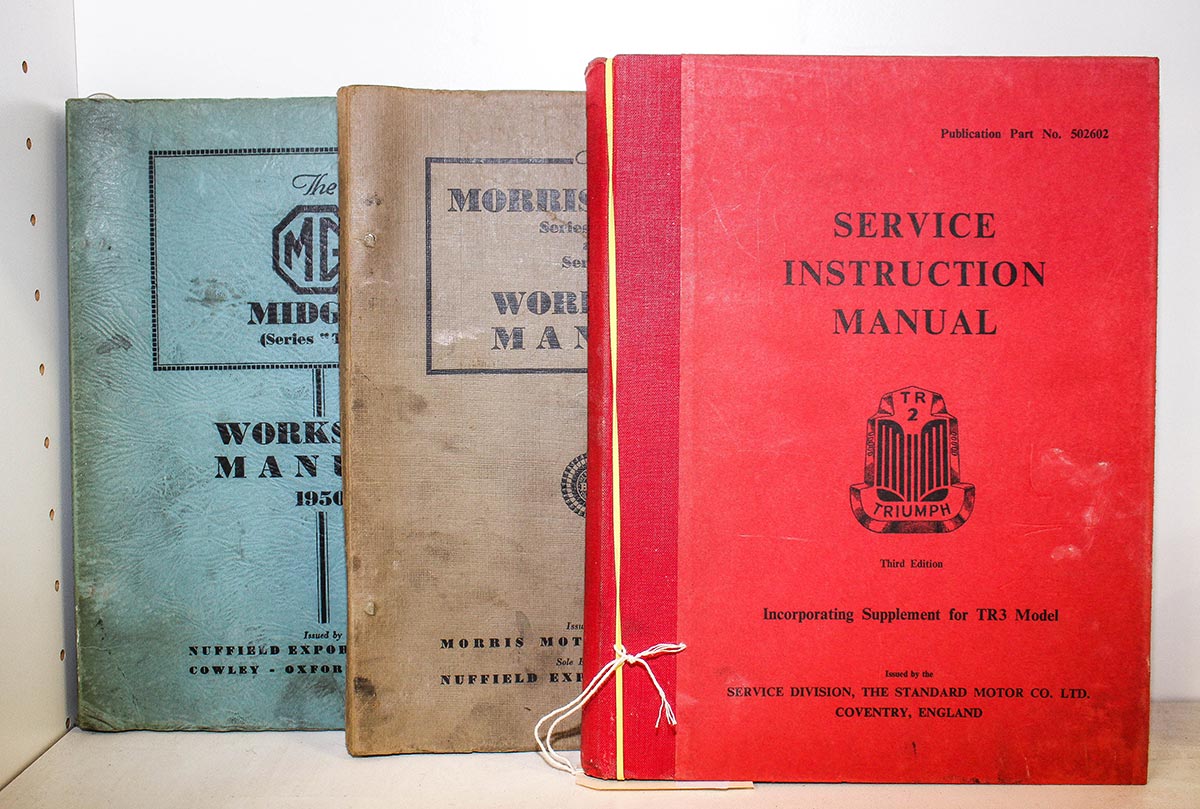 The
MG
MIDG
(Series "T
WORKS
MANU
1950
Issued by
NUFFIELD EXPOR
COWLEY - OXFOR
MORRIS
Series
Ser
WOR
MAN
Issu
MORRIS MOT
Sole
NUFFIELD EX
Publication Part No. 502602
SERVICE
INSTRUCTION
MANUAL
TR
2
TRIUMPH
Third Edition
Incorporating Supplement for TR3 Model
Issued by the
SERVICE DIVISION, THE STANDARD MOTOR CO. LTD.
COVENTRY, ENGLAND